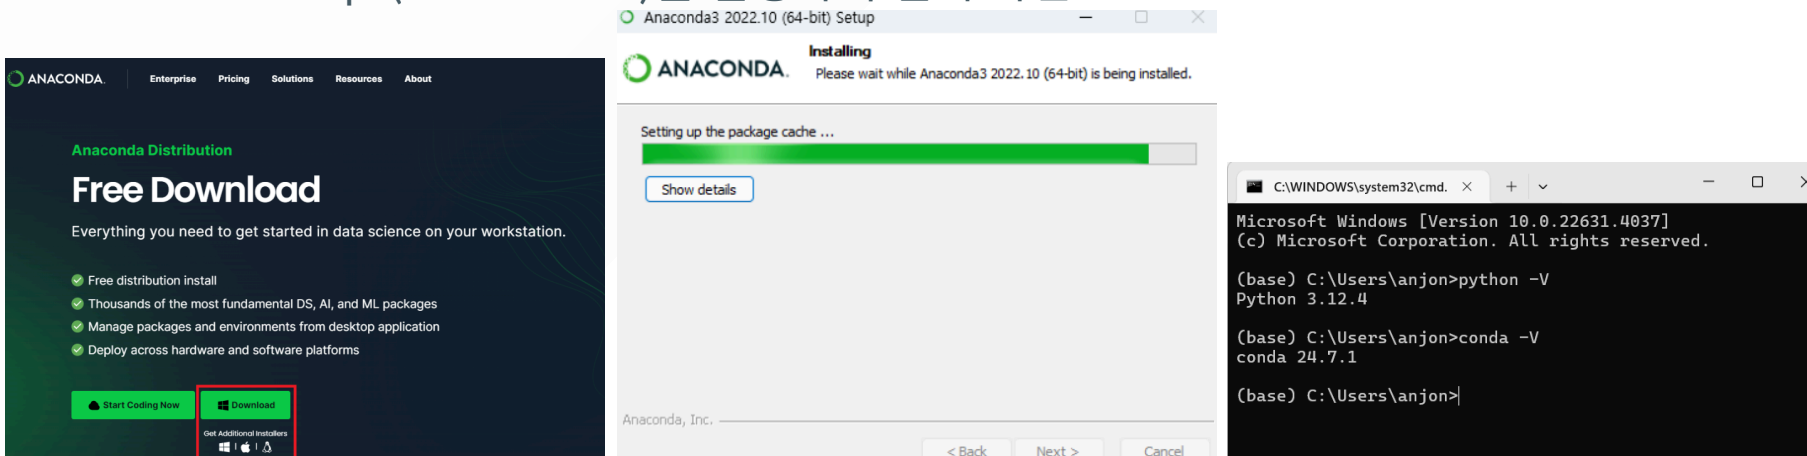 ANACONDA.
Enterprise Pricing Solutions Resources About
Anaconda Distribution
Free Download
Everything you need to get started in data science on your workstation.
Free distribution install
Thousands of the most fundamental DS, AI, and ML packages
Manage packages and environments from desktop application
Deploy across hardware and software platforms
Start Coding Now
Download
Get Additional Installers
Anaconda3 2022.10 (64-bit) Setup
ANACONDA.
Installing
Please wait while Anaconda3 2022.10 (64-bit) is being installed.
Setting up the package cache ...
Show details
Anaconda, Inc.
< Back Next > Cancel
C:\WINDOWS\system32\cmd.
Microsoft Windows [Version 10.0.22631.4037]
(c) Microsoft Corporation. All rights reserved.
(base) C:\Users\anjon>python -V
Python 3.12.4
(base) C:\Users\anjon>conda -V
conda 24.7.1
(base) C:\Users\anjon>